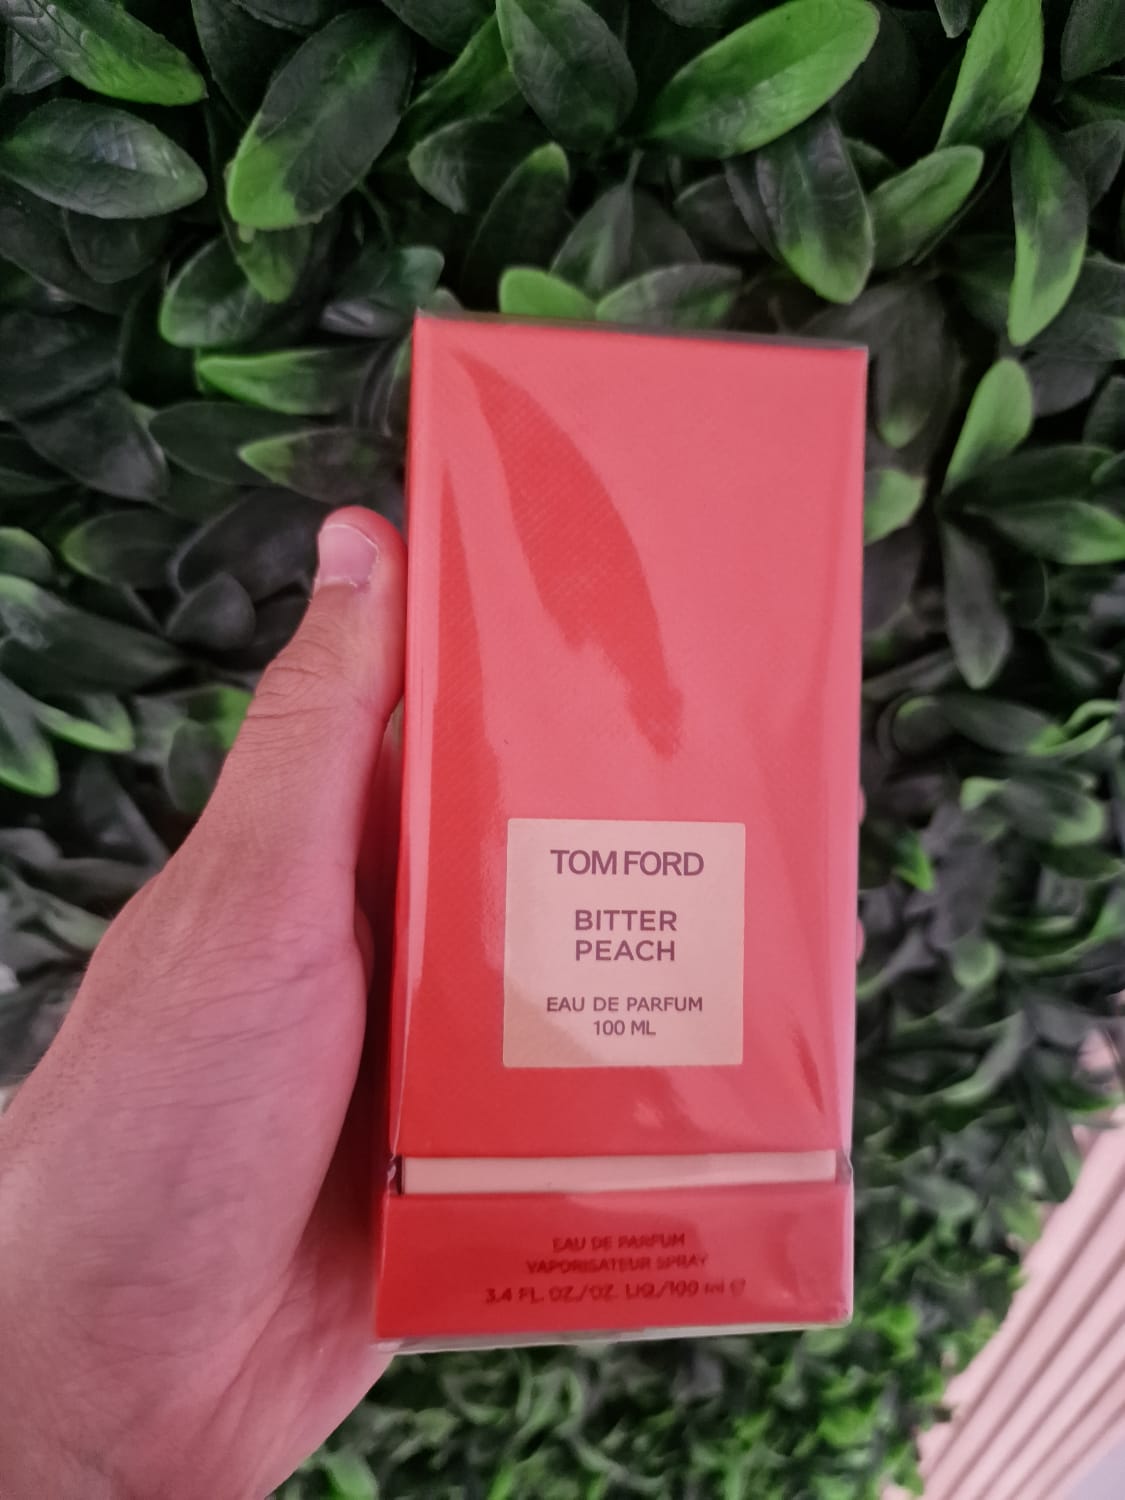 TOM FORD
BITTER
PEACH
EAU DE PARFUM
100 ML
EAU DE PARFUM
VAPORISATEUR SPRAY
3.4 FL. OZ./OZ. LIQ./100 ml ℮